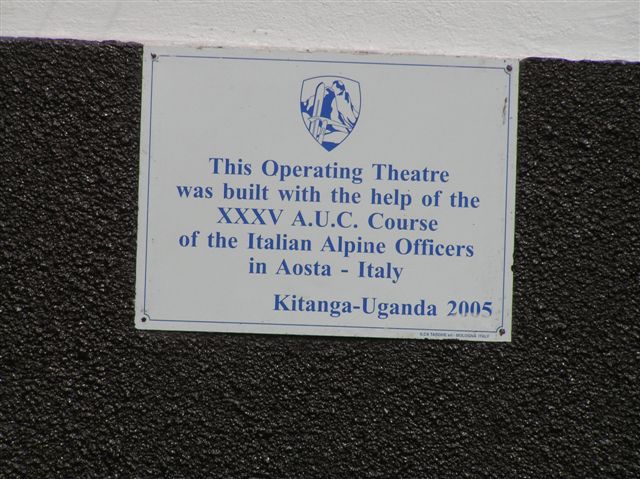 This Operating Theatre
was built with the help of the
XXXV A.U.C. Course
of the Italian Alpine Officers
in Aosta - Italy
Kitanga-Uganda 2005